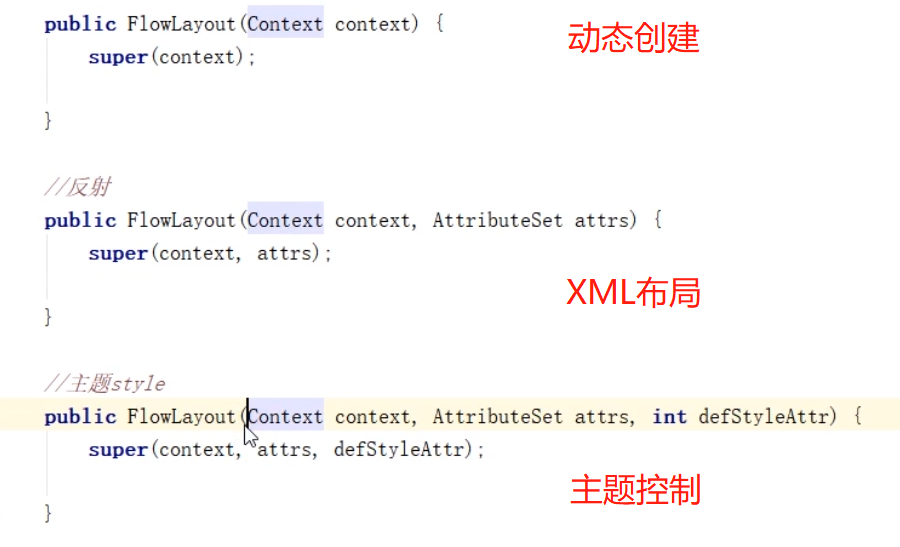 public FlowLayout(Context context) {
动态创建
super(context);
}
//反射
public FlowLayout(Context context, AttributeSet attrs) {
super(context, attrs);
XML布局
}
//主题style
public FlowLayout(Context context, AttributeSet attrs, int defStyleAttr) {
super(context, attrs, defStyleAttr);
主题控制
}